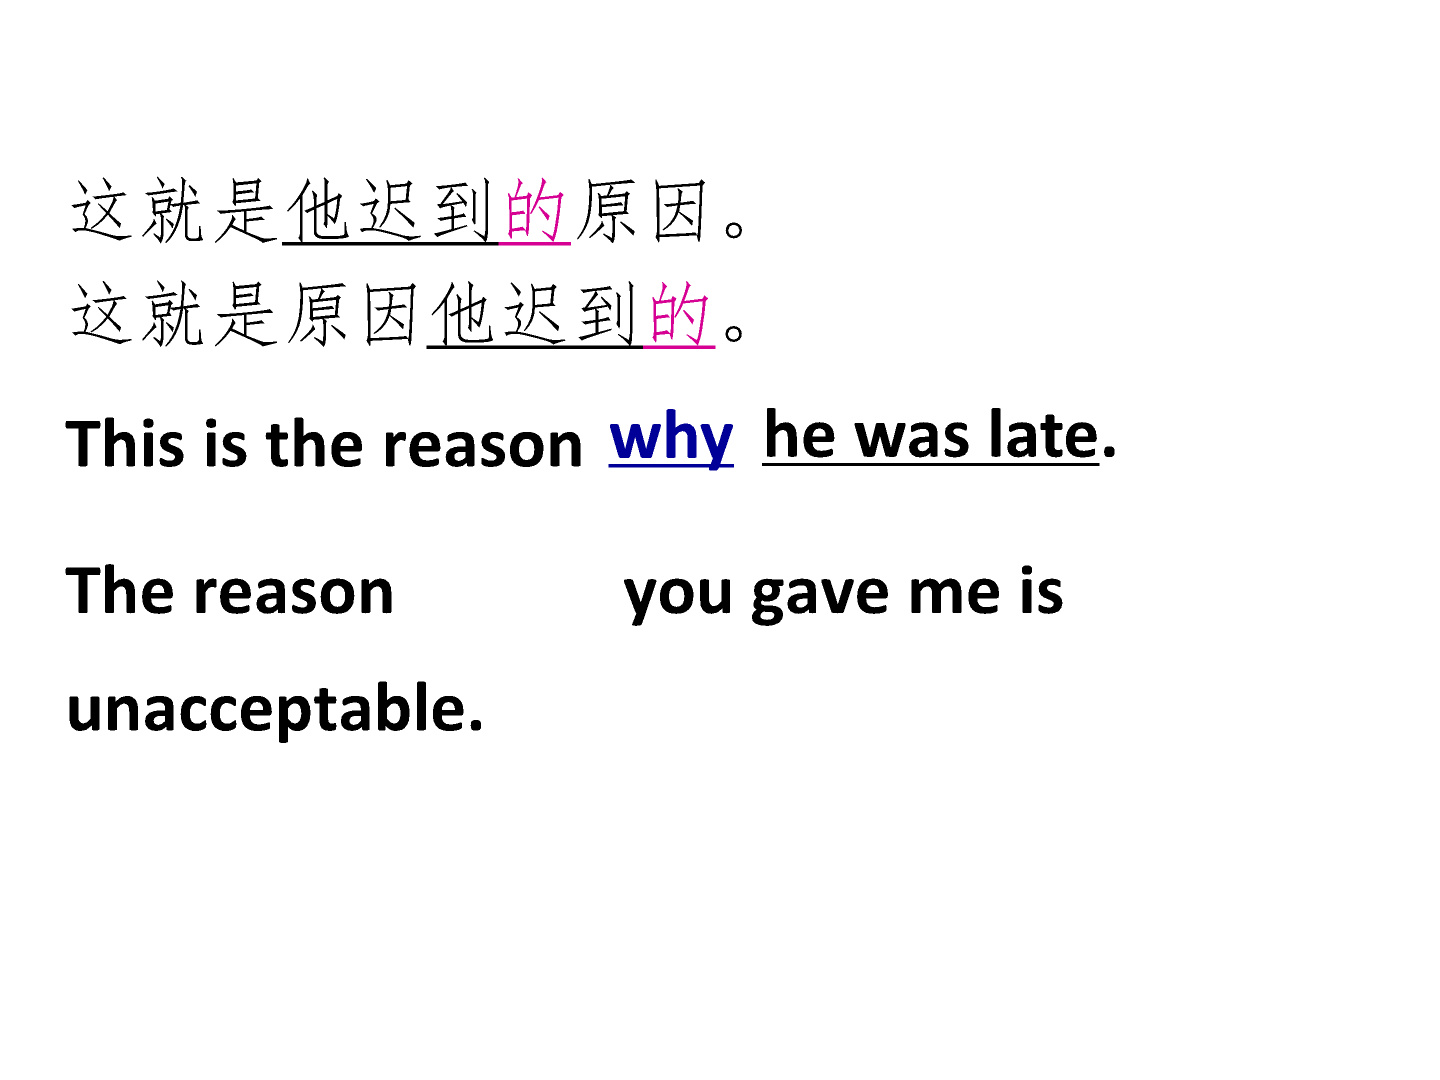 这就是他迟到的原因。
这就是原因他迟到的。
This is the reason why he was late.
The reason you gave me is
unacceptable.